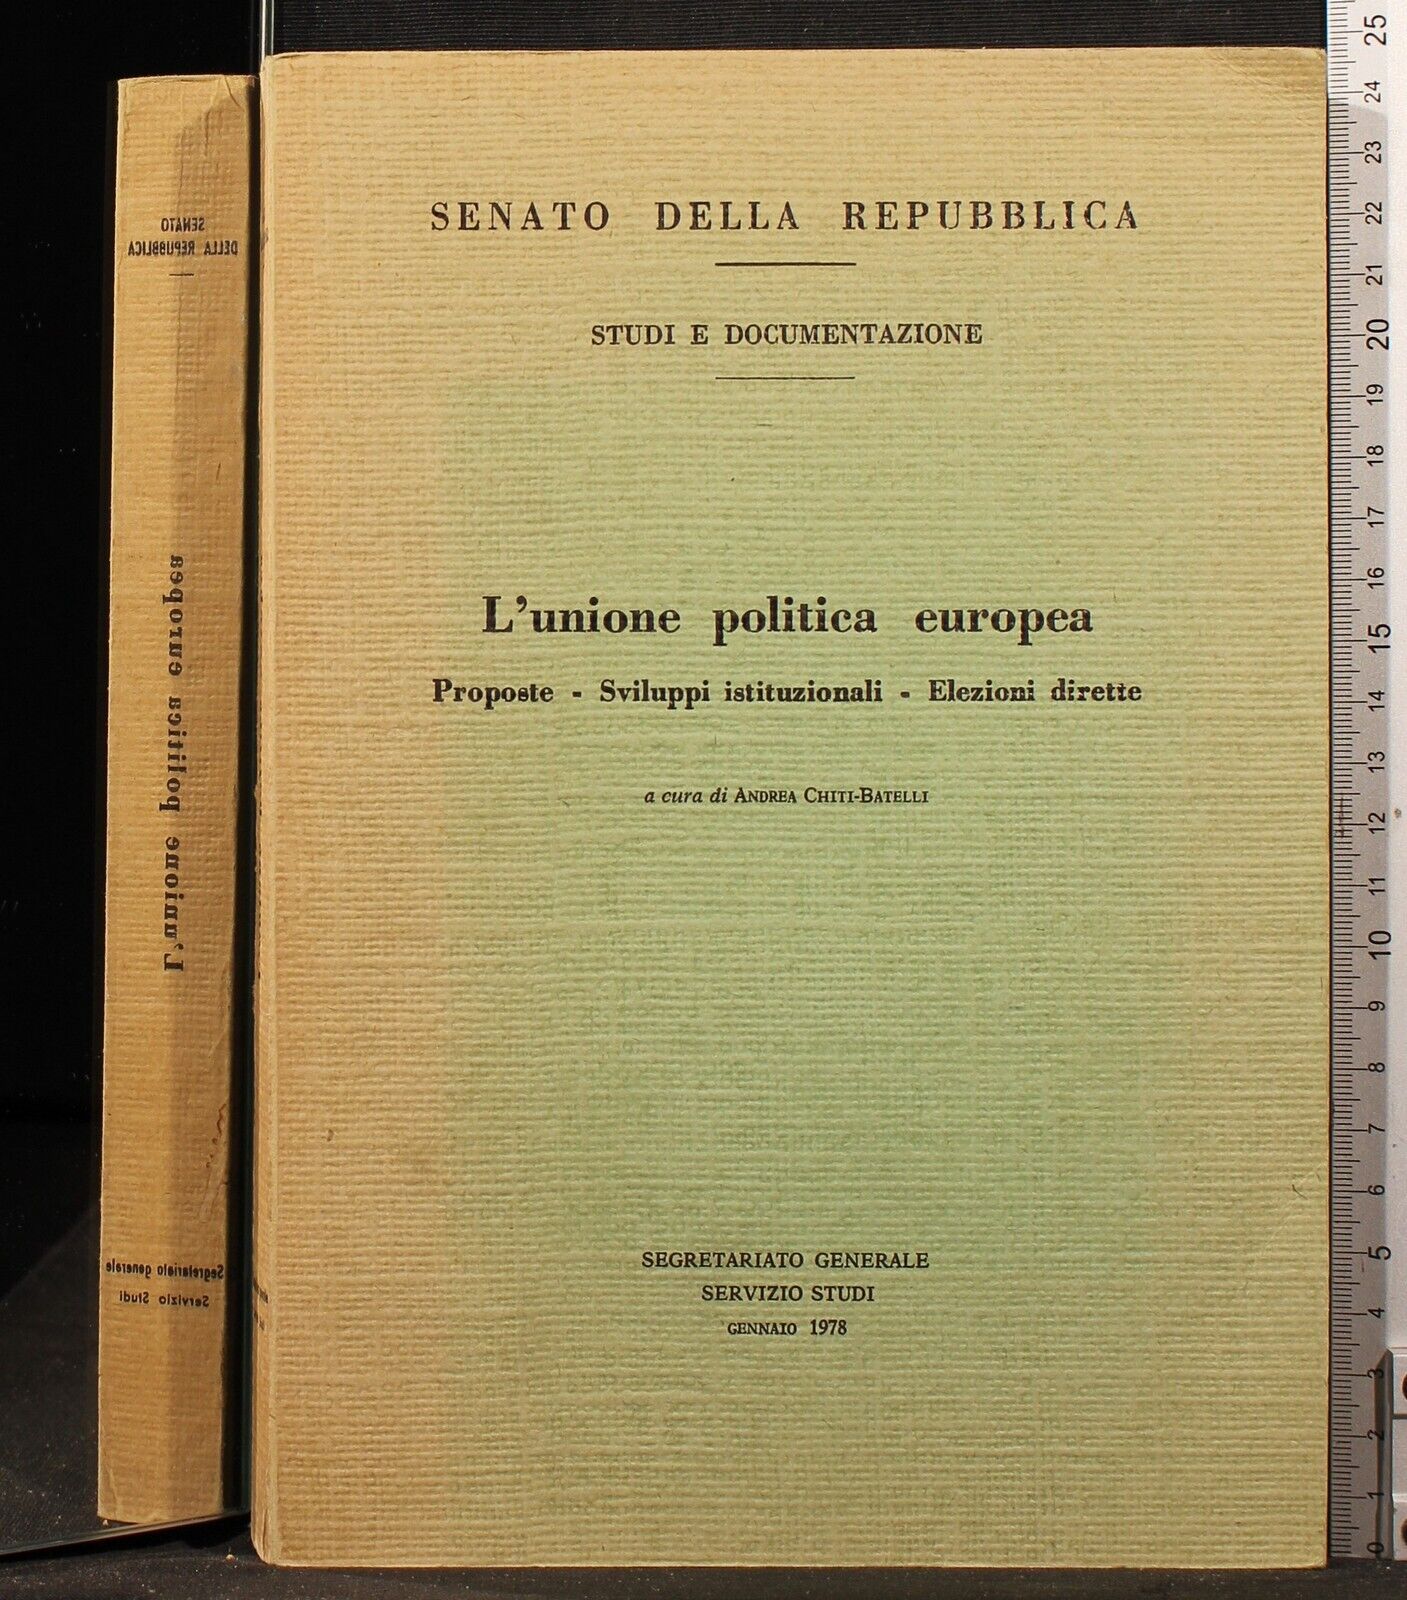 SENATO DELLA REPUBBLICA
STUDI E DOCUMENTAZIONE
L'unione politica europea
Proposte - Sviluppi istituzionali - Elezioni dirette
a cura di ANDREA CHITI-BATELLI
SEGRETARIATO GENERALE
SERVIZIO STUDI
GENNAIO 1978
SENATO
DELLA REPUBBLICA
L'unione politica europea
Segretariato generale
Servizio Studi
25
24
23
22
21
20
19
18
17
16
15
14
13
12
11
10
9
8
7
6
5
4
3
2
1
0